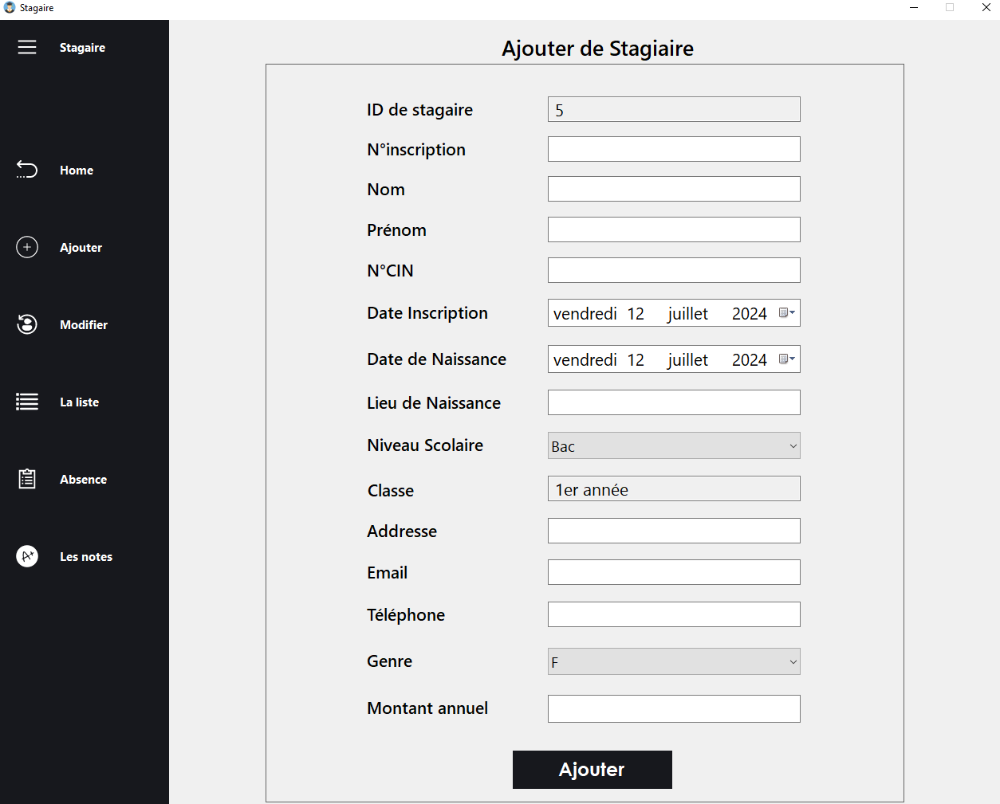 Stagaire
Stagaire
Home
Ajouter
Modifier
La liste
Absence
A+ Les notes
Ajouter de Stagiaire
ID de stagaire 5
N°inscription
Nom
Prénom
N°CIN
Date Inscription vendredi 12 juillet 2024
Date de Naissance vendredi 12 juillet 2024
Lieu de Naissance
Niveau Scolaire Bac
Classe 1er année
Addresse
Email
Téléphone
Genre F
Montant annuel
Ajouter